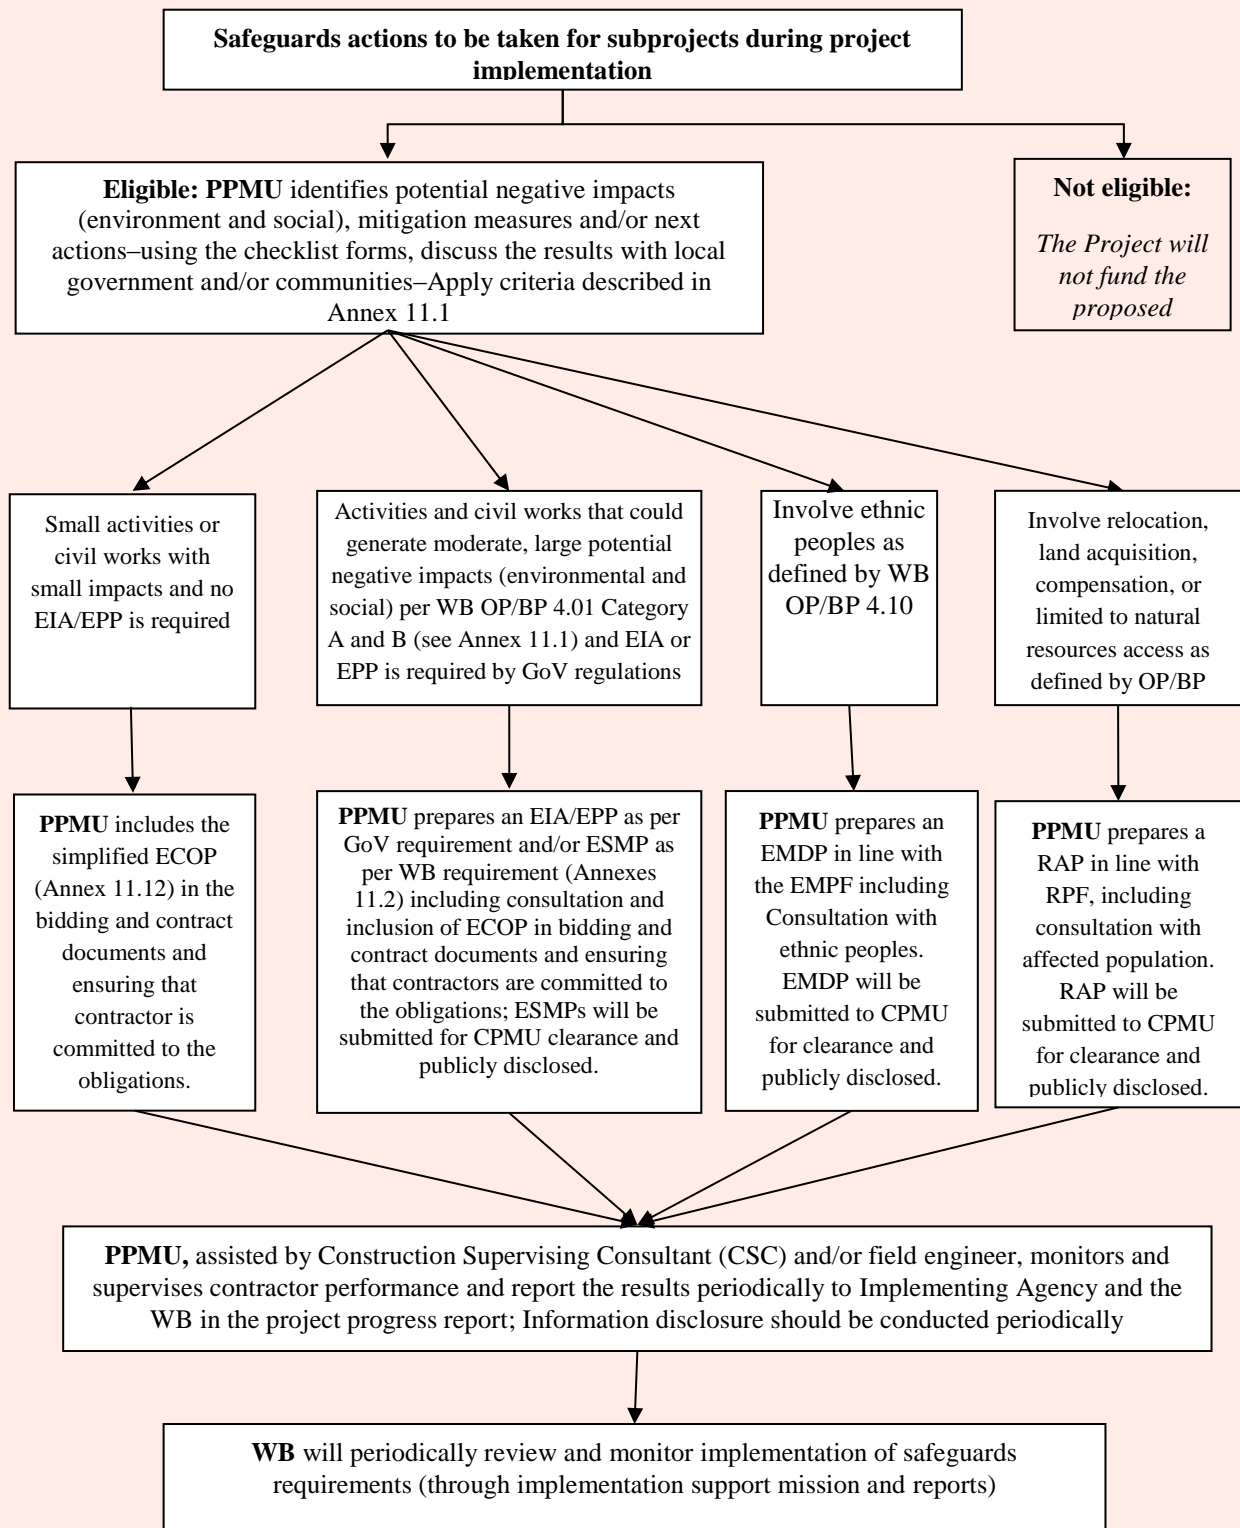 Safeguards actions to be taken for subprojects during project
implementation
Eligible: PPMU identifies potential negative impacts
(environment and social), mitigation measures and/or next
actions–using the checklist forms, discuss the results with local
government and/or communities–Apply criteria described in
Annex 11.1
Not eligible:
The Project will
not fund the
proposed
Small activities or
civil works with
small impacts and no
EIA/EPP is required
Activities and civil works that could
generate moderate, large potential
negative impacts (environmental and
social) per WB OP/BP 4.01 Category
A and B (see Annex 11.1) and EIA or
EPP is required by GoV regulations
Involve ethnic
peoples as
defined by WB
OP/BP 4.10
Involve relocation,
land acquisition,
compensation, or
limited to natural
resources access as
defined by OP/BP
PPMU includes the
simplified ECOP
(Annex 11.12) in the
bidding and contract
documents and
ensuring that
contractor is
committed to the
obligations.
PPMU prepares an EIA/EPP as per
GoV requirement and/or ESMP as
per WB requirement (Annexes
11.2) including consultation and
inclusion of ECOP in bidding and
contract documents and ensuring
that contractors are committed to
the obligations; ESMPs will be
submitted for CPMU clearance and
publicly disclosed.
PPMU prepares an
EMDP in line with
the EMPF including
Consultation with
ethnic peoples.
EMDP will be
submitted to CPMU
for clearance and
publicly disclosed.
PPMU prepares a
RAP in line with
RPF, including
consultation with
affected population.
RAP will be
submitted to CPMU
for clearance and
publicly disclosed.
PPMU, assisted by Construction Supervising Consultant (CSC) and/or field engineer, monitors and
supervises contractor performance and report the results periodically to Implementing Agency and the
WB in the project progress report; Information disclosure should be conducted periodically
WB will periodically review and monitor implementation of safeguards
requirements (through implementation support mission and reports)